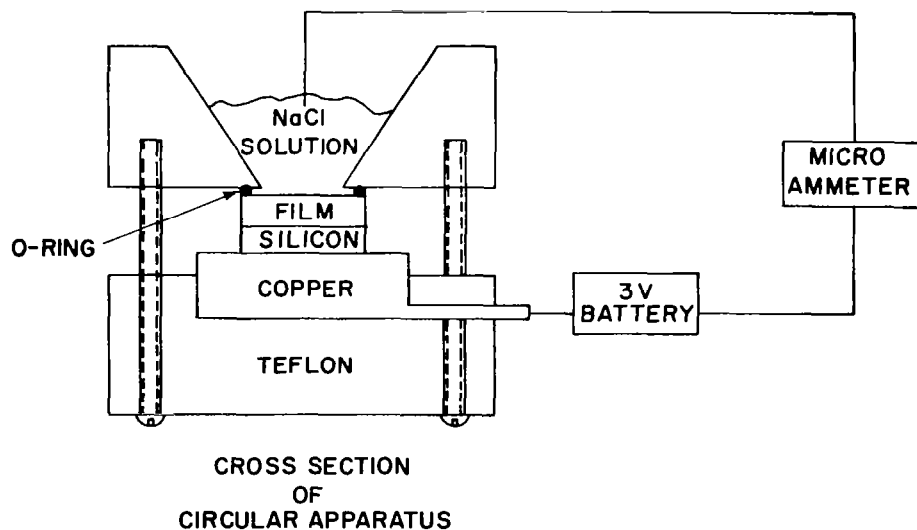 NaCl
SOLUTION
MICRO
AMMETER
FILM
O-RING
SILICON
COPPER
3V
BATTERY
TEFLON
CROSS SECTION
OF
CIRCULAR APPARATUS